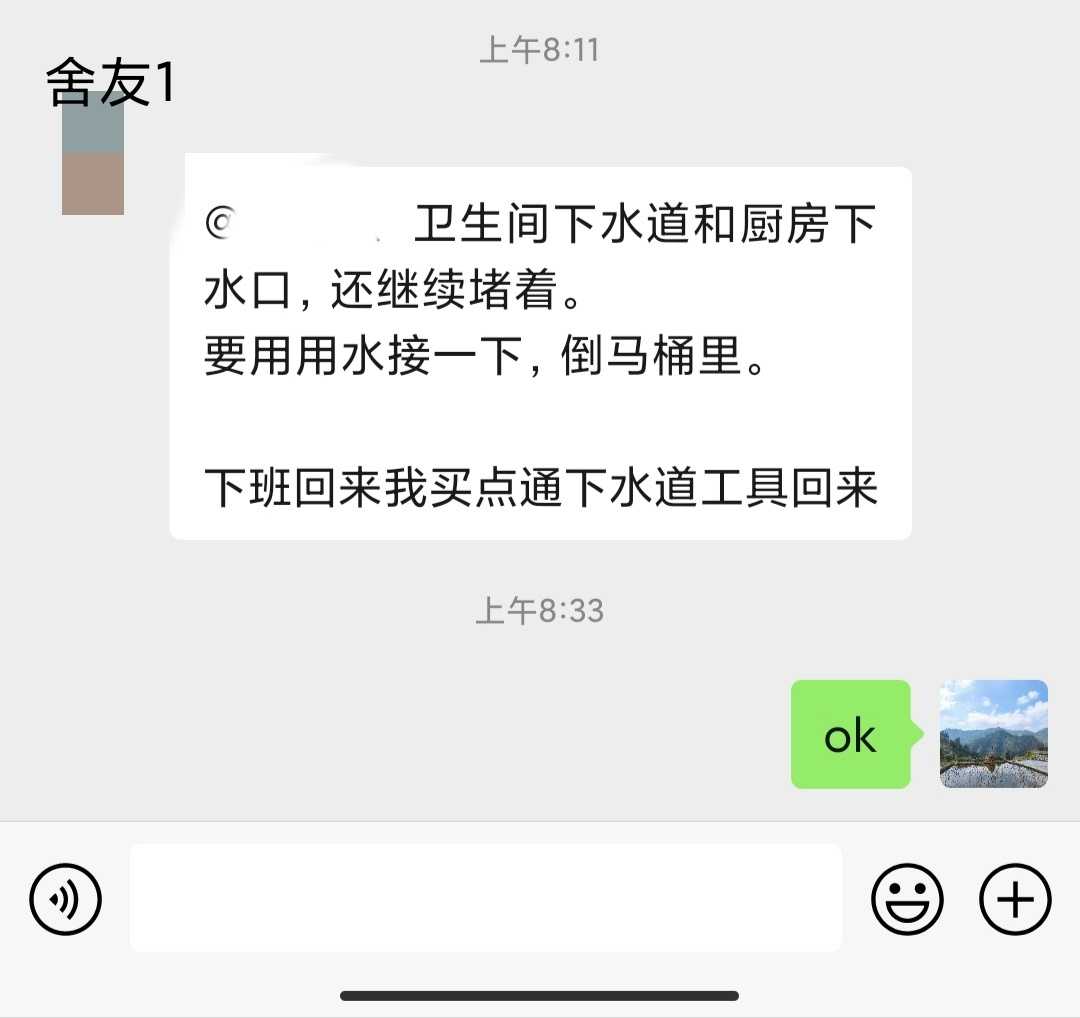 上午8:11
舍友1
@ 卫生间下水道和厨房下
水口，还继续堵着。
要用用水接一下，倒马桶里。
下班回来我买点通下水道工具回来
上午8:33
ok